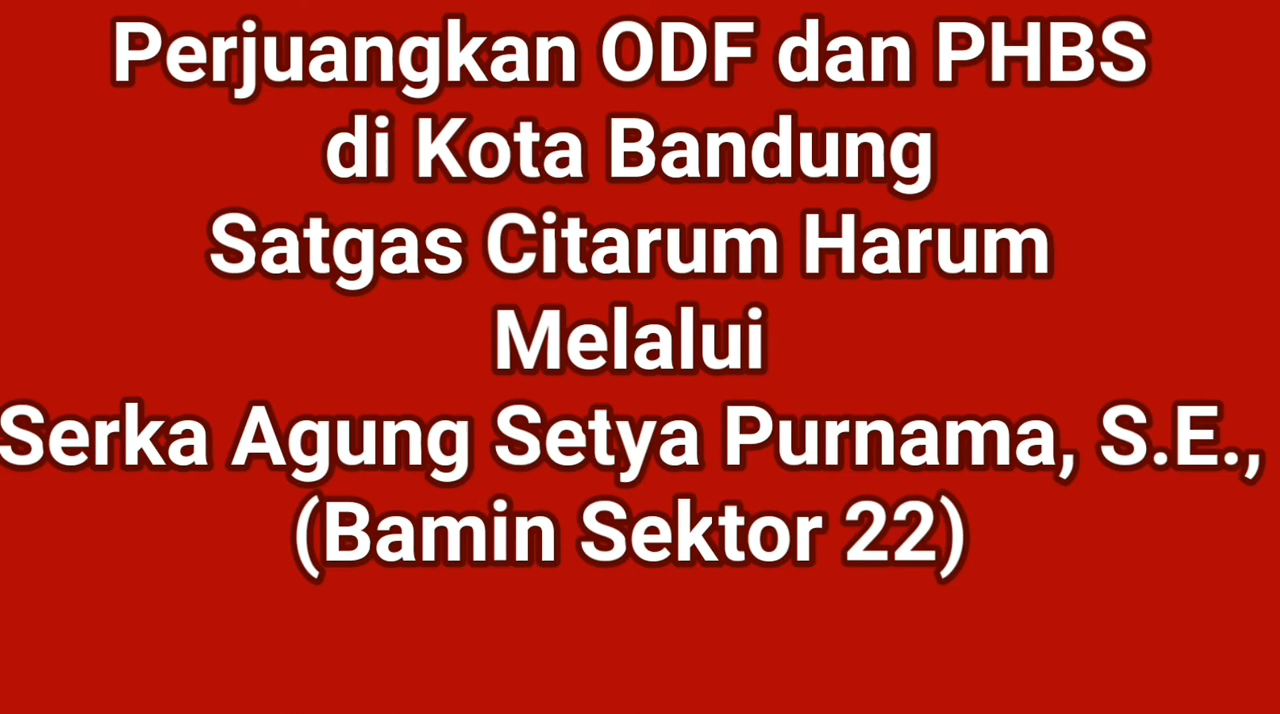 Perjuangkan ODF dan PHBS
di Kota Bandung
Satgas Citarum Harum
Melalui
Serka Agung Setya Purnama, S.E.,
(Bamin Sektor 22)